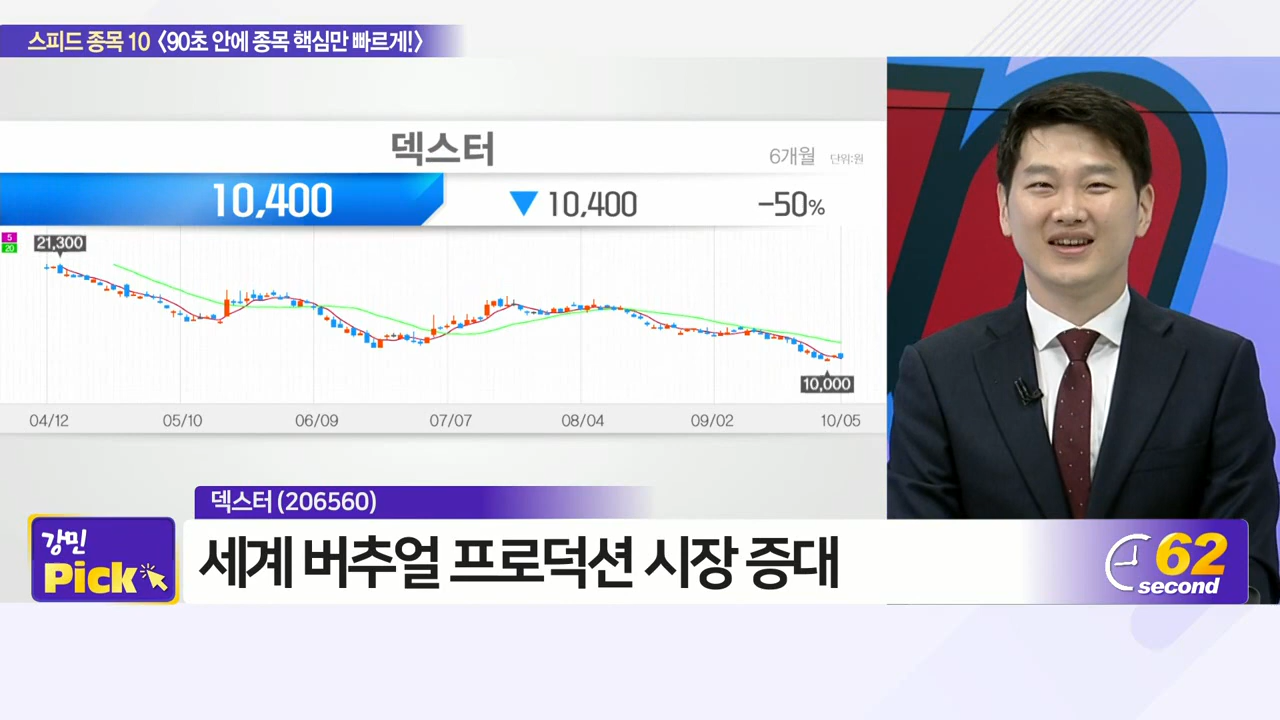 스피드 종목 10 〈90초 안에 종목 핵심만 빠르게!〉
덱스터
6개월 단위:원
10,400 ▼ 10,400 -50%
5
20
21,300
10,000
04/12 05/10 06/09 07/07 08/04 09/02 10/05
덱스터 (206560)
강민
Pick
세계 버추얼 프로덕션 시장 증대
62
second